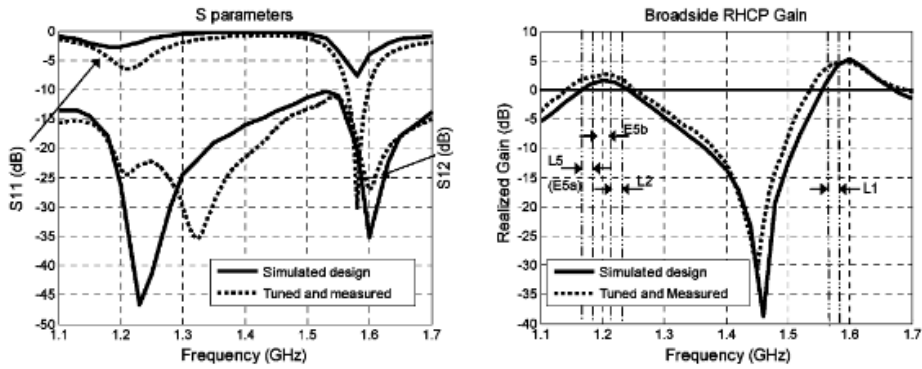 S parameters
0
-5
-10
-15
-20
-25
-30
-35
-40
-45
-50
S11 (dB)
S12 (dB)
Simulated design
Tuned and measured
1.1
1.2
1.3
1.4
1.5
1.6
1.7
Frequency (GHz)
Broadside RHCP Gain
10
5
0
-5
-10
-15
-20
-25
-30
-35
-40
Realized Gain (dB)
E5b
L5
(E5a)
L2
L1
Simulated design
Tuned and Measured
1.1
1.2
1.3
1.4
1.5
1.6
1.7
Frequency (GHz)